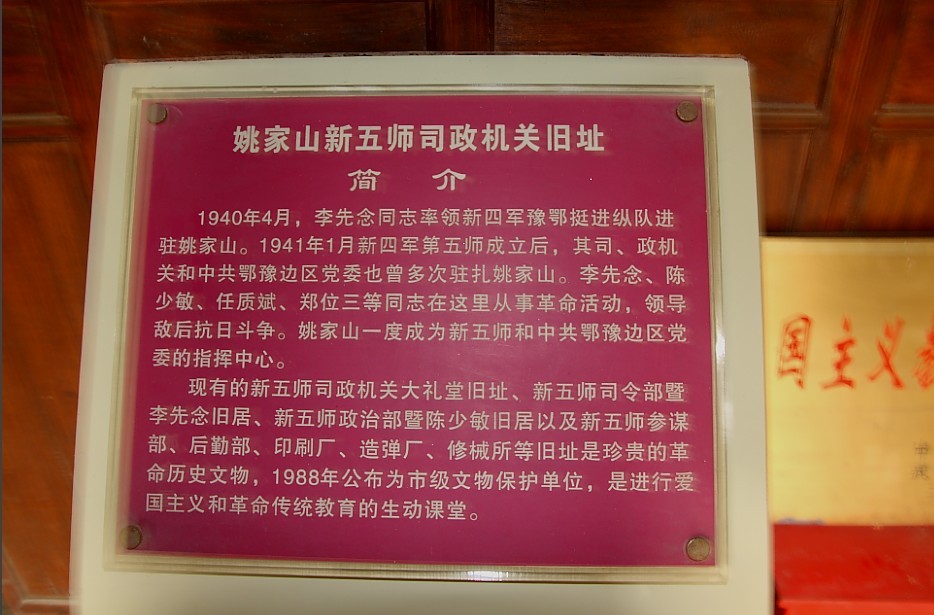 姚家山新五师司政机关旧址
简 介
1940年4月，李先念同志率领新四军豫鄂挺进纵队进
驻姚家山。1941年1月新四军第五师成立后，其司、政机
关和中共鄂豫边区党委也曾多次驻扎姚家山。李先念、陈
少敏、任质斌、郑位三等同志在这里从事革命活动，领导
敌后抗日斗争。姚家山一度成为新五师和中共鄂豫边区党
委的指挥中心。
现有的新五师司政机关大礼堂旧址、新五师司令部暨
李先念旧居、新五师政治部暨陈少敏旧居以及新五师参谋
部、后勤部、印刷厂、造弹厂、修械所等旧址是珍贵的革
命历史文物，1988年公布为市级文物保护单位，是进行爱
国主义和革命传统教育的生动课堂。
国主义